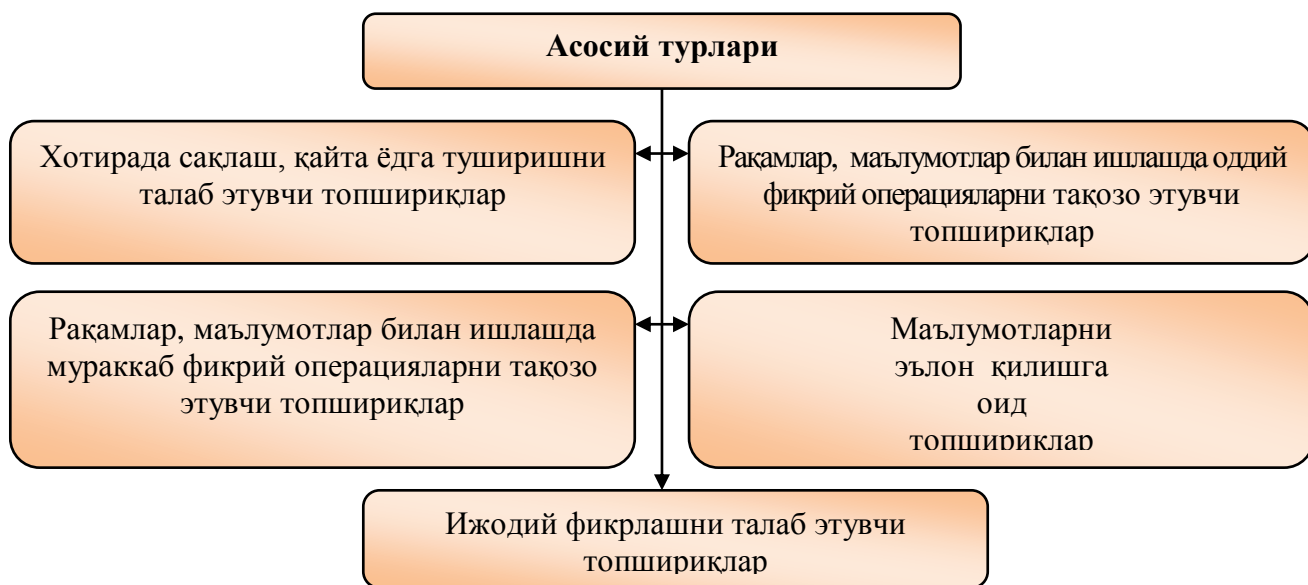 Асосий турлари
Хотирада сақлаш, қайта ёдга туширишни
талаб этувчи топшириқлар
Рақамлар, маълумотлар билан ишлашда оддий
фикрий операцияларни тақозо этувчи
топшириқлар
Рақамлар, маълумотлар билан ишлашда
мураккаб фикрий операцияларни тақозо
этувчи топшириқлар
Маълумотларни
эълон қилишга
оид
топшириқлар
Ижодий фикрлашни талаб этувчи
топшириқлар